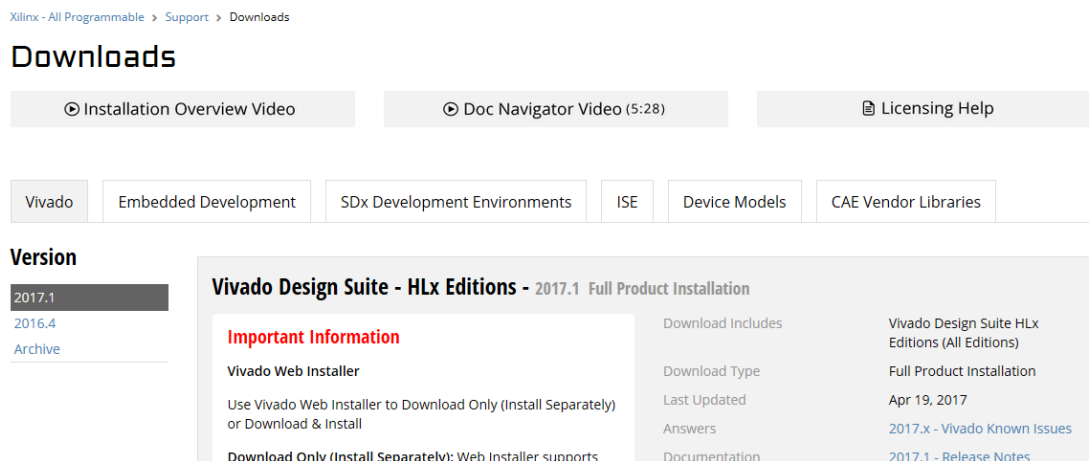 Xilinx - All Programmable > Support > Downloads
Downloads
Installation Overview Video
Doc Navigator Video (5:28)
Licensing Help
Vivado
Embedded Development
SDx Development Environments
ISE
Device Models
CAE Vendor Libraries
Version
2017.1
2016.4
Archive
Vivado Design Suite - HLx Editions - 2017.1 Full Product Installation
Important Information
Vivado Web Installer
Use Vivado Web Installer to Download Only (Install Separately)
or Download & Install
Download Only (Install Separately): Web Installer supports
Download Includes
Vivado Design Suite HLx
Editions (All Editions)
Download Type
Full Product Installation
Last Updated
Apr 19, 2017
Answers
2017.x - Vivado Known Issues
Documentation
2017.1 - Release Notes